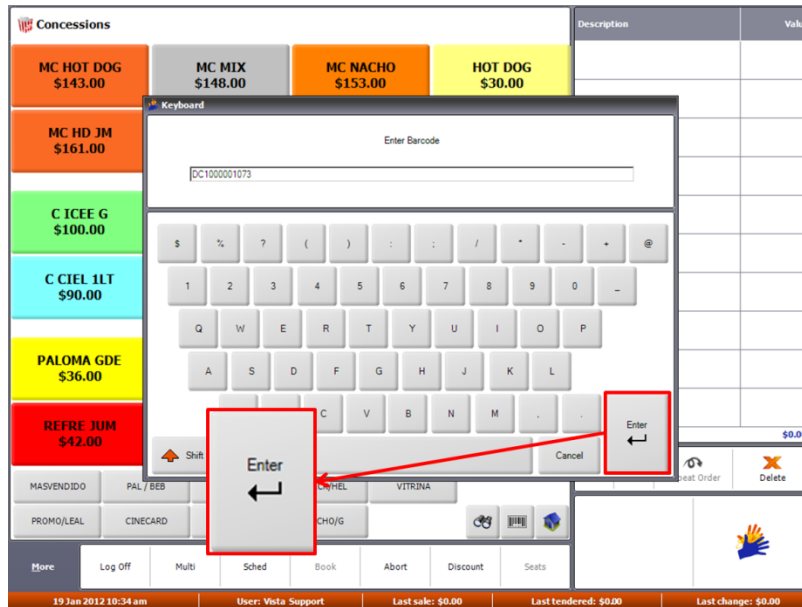 Concessions
Description Valu
MC HOT DOG
$143.00
MC MIX
$148.00
MC NACHO
$153.00
HOT DOG
$30.00
MC HD JM
$161.00
Keyboard
Enter Barcode
DC1000001073
C ICEE G
$100.00
$ % ? ( ) : ; / * - + @
C CIEL 1LT
$90.00
1 2 3 4 5 6 7 8 9 0 _
Q W E R T Y U I O P
PALOMA GDE
$36.00
A S D F G H J K L
REFRE JUM
$42.00
C V B N M , .
Enter
Shift
Cancel
Enter
$0.0
eat Order
Delete
MASVENDIDO PAL / BEB /HEL VITRINA
PROMO/LEAL CINECARD CHO/G
More Log Off Multi Sched Book Abort Discount Seats
19 Jan 2012 10:34 am User: Vista Support Last sale: $0.00 Last tendered: $0.00 Last change: $0.00